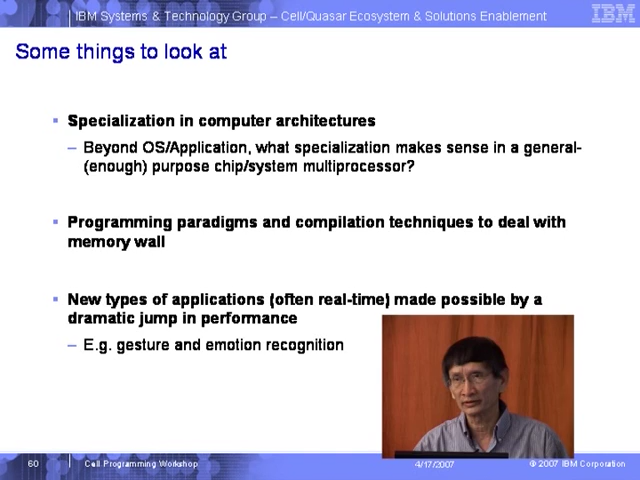 IBM Systems & Technology Group – Cell/Quasar Ecosystem & Solutions Enablement
IBM
Some things to look at
Specialization in computer architectures
– Beyond OS/Application, what specialization makes sense in a general-
(enough) purpose chip/system multiprocessor?
Programming paradigms and compilation techniques to deal with
memory wall
New types of applications (often real-time) made possible by a
dramatic jump in performance
– E.g. gesture and emotion recognition
60 Cell Programming Workshop 4/17/2007 © 2007 IBM Corporation